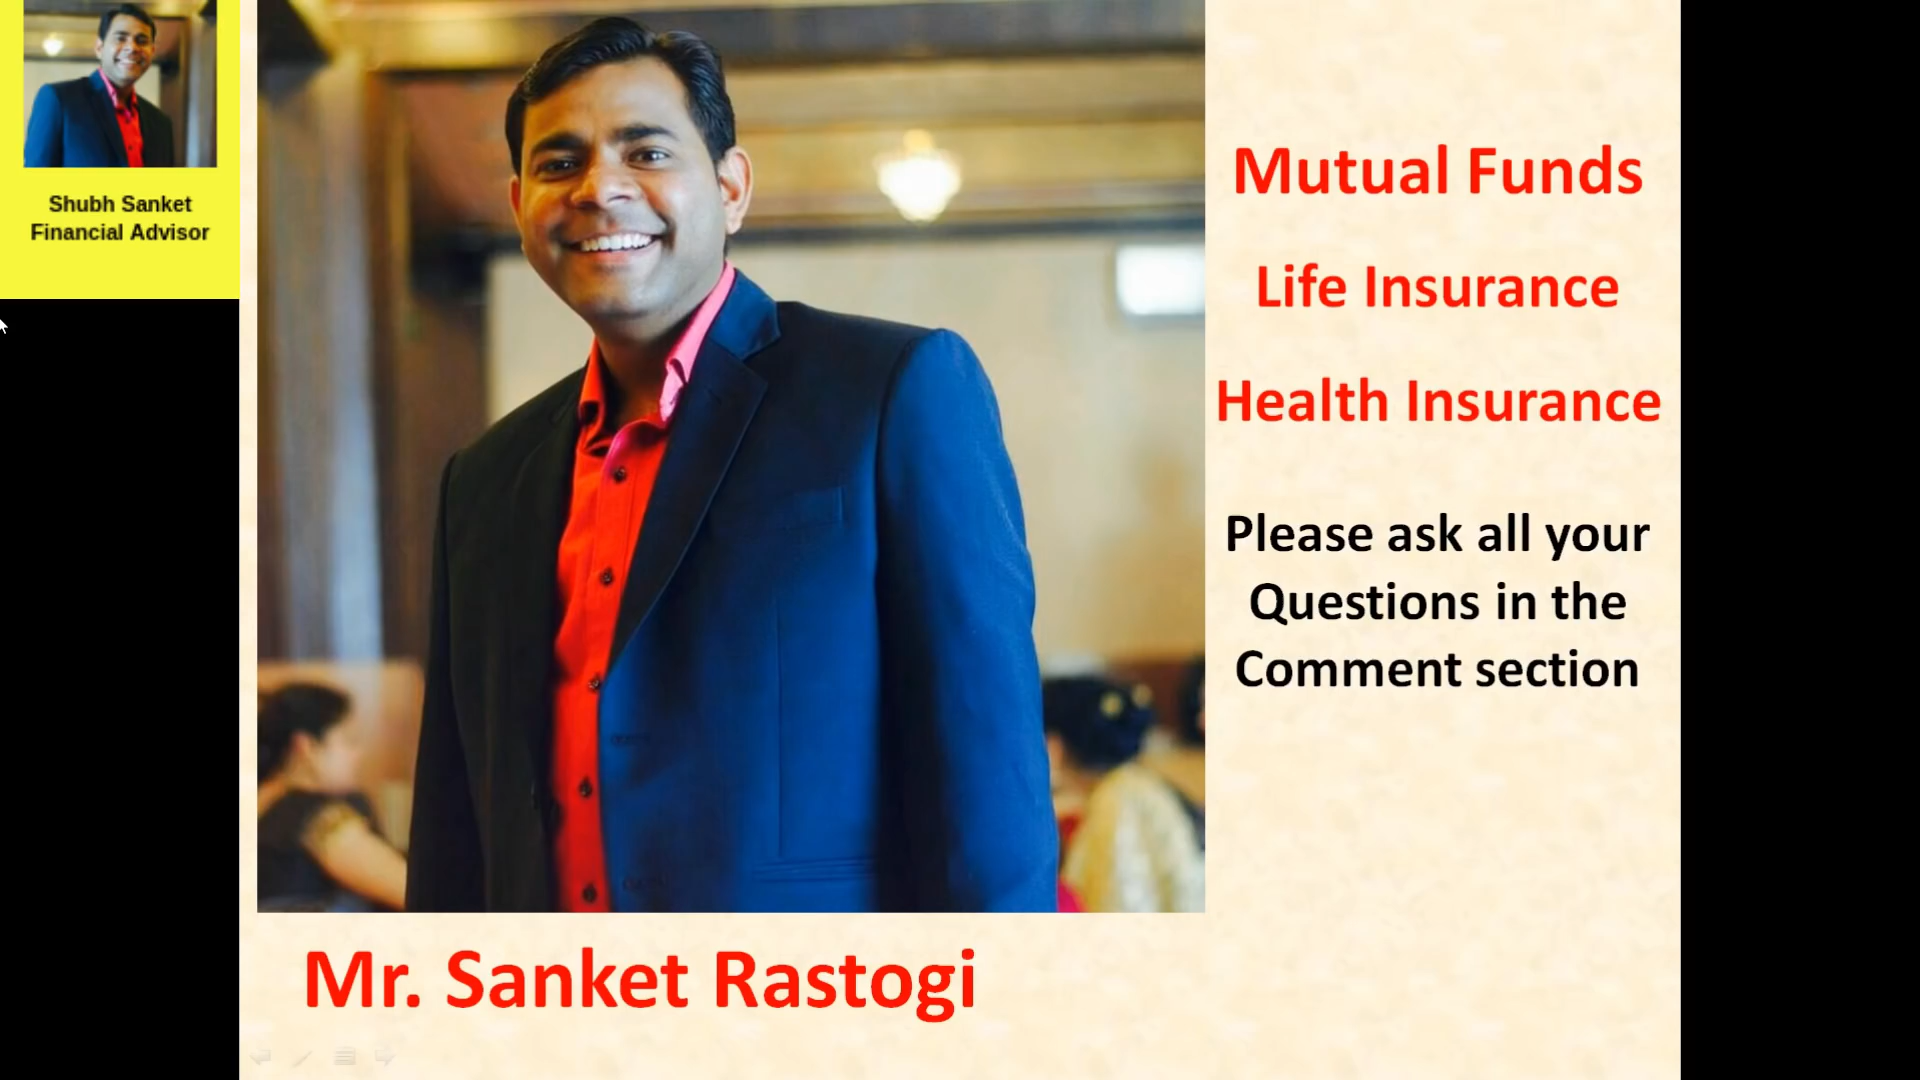 Shubh Sanket
Financial Advisor
Mutual Funds
Life Insurance
Health Insurance
Please ask all your
Questions in the
Comment section
Mr. Sanket Rastogi